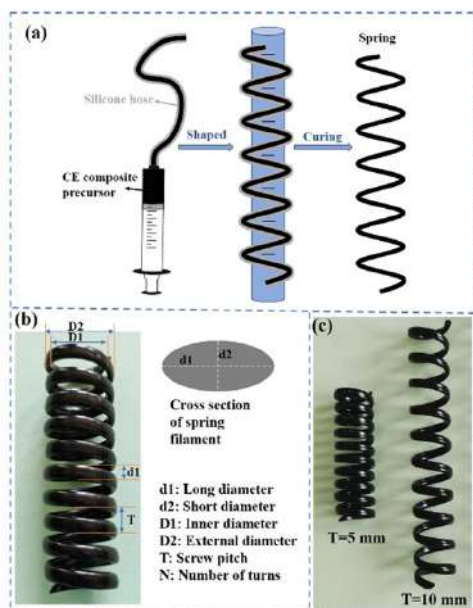 (a)
Spring
Silicone hose
Shaped
Curing
CE composite
precursor
(b)
D2
D1
d1
T
d1
d2
Cross section
of spring
filament
d1: Long diameter
d2: Short diameter
D1: Inner diameter
D2: External diameter
T: Screw pitch
N: Number of turns
(c)
T=5 mm
T=10 mm